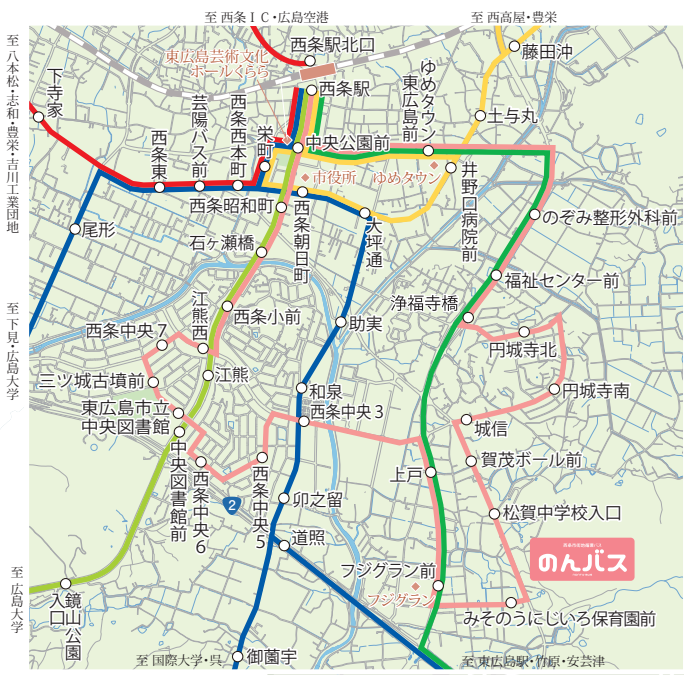 至 西条ＩＣ・広島空港
至 西高屋・豊栄
至 八本松・志和・豊栄・吉川工業団地
西条駅北口
藤田沖
東広島芸術文化
ホールくらら
下寺家
西条駅
ゆめタウン
東広島前
土与丸
芸陽バス前
西条西本町
栄町
西条東
中央公園前
市役所
ゆめタウン
井野口病院前
西条昭和町
西条朝日町
大坪通
のぞみ整形外科前
尾形
石ヶ瀬橋
福祉センター前
江熊西
西条小前
浄福寺橋
至 下見・広島大学
西条中央7
助実
円城寺北
三ツ城古墳前
江熊
和泉
円城寺南
東広島市立
中央図書館
西条中央3
城信
中央図書館前
西条中央6
西条中央5
上戸
賀茂ボール前
2
卯之留
松賀中学校入口
道照
のんバス
至 広島大学
フジグラン前
フジグラン
鏡山公園
入口
みそのうにじいろ保育園前
至 国際大学・呉
御薗宇
至 東広島駅・竹原・安芸津